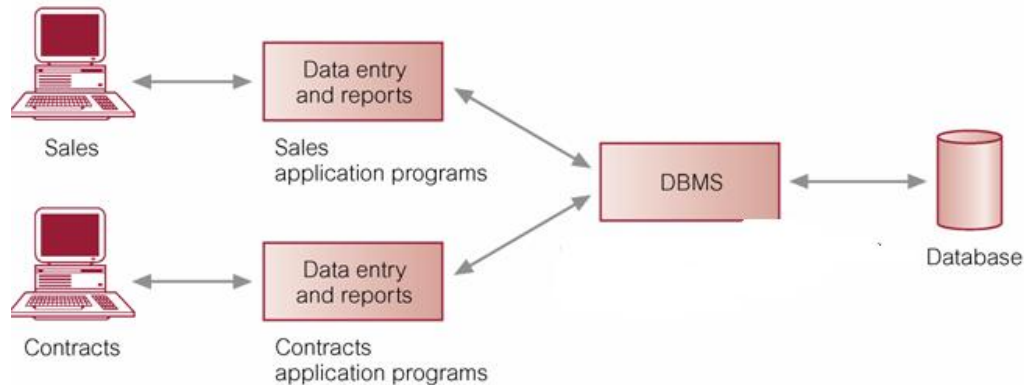 Data entry
and reports
Sales
Sales
application programs
DBMS
Database
Data entry
and reports
Contracts
Contracts
application programs